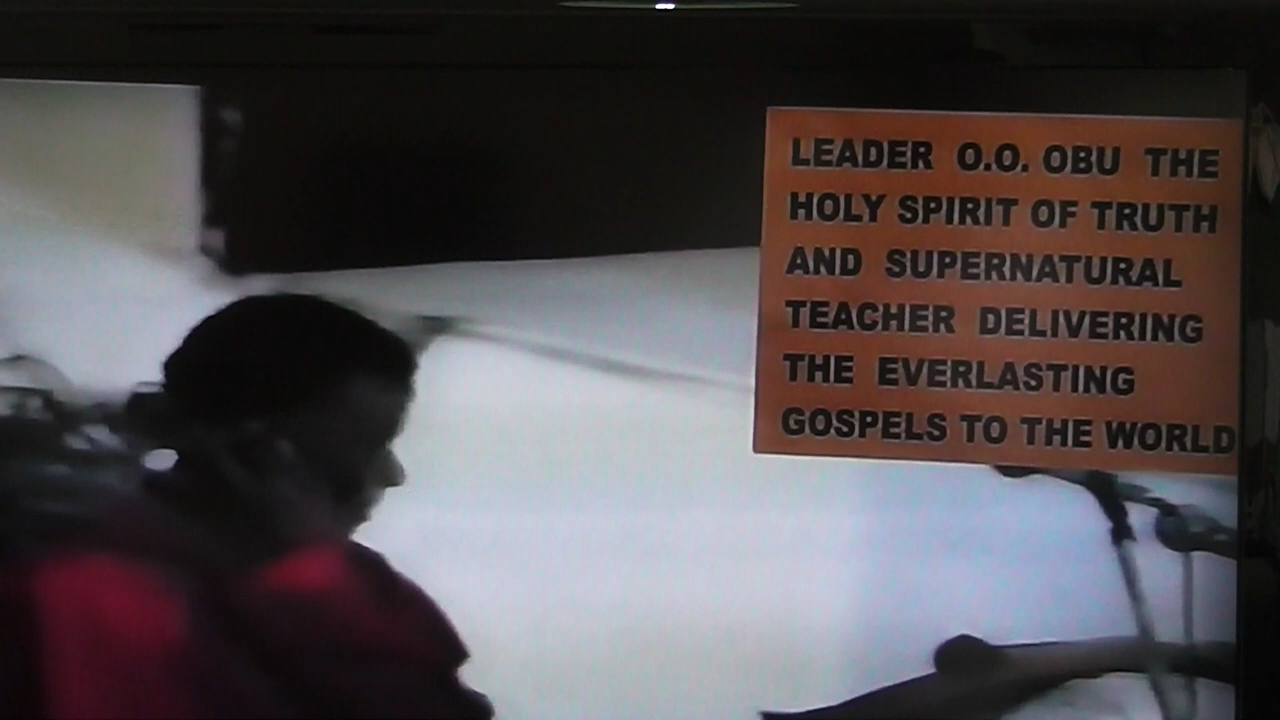 LEADER O.O. OBU THE
HOLY SPIRIT OF TRUTH
AND SUPERNATURAL
TEACHER DELIVERING
THE EVERLASTING
GOSPELS TO THE WORLD